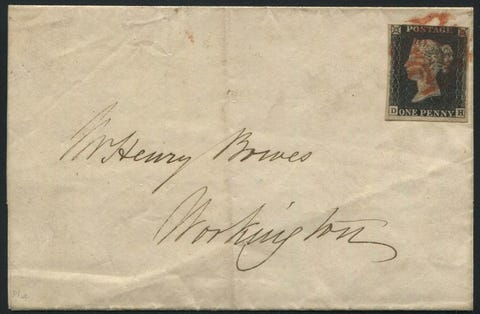 POSTAGE
D H
ONE PENNY
Mr Henry Bowes
Workington